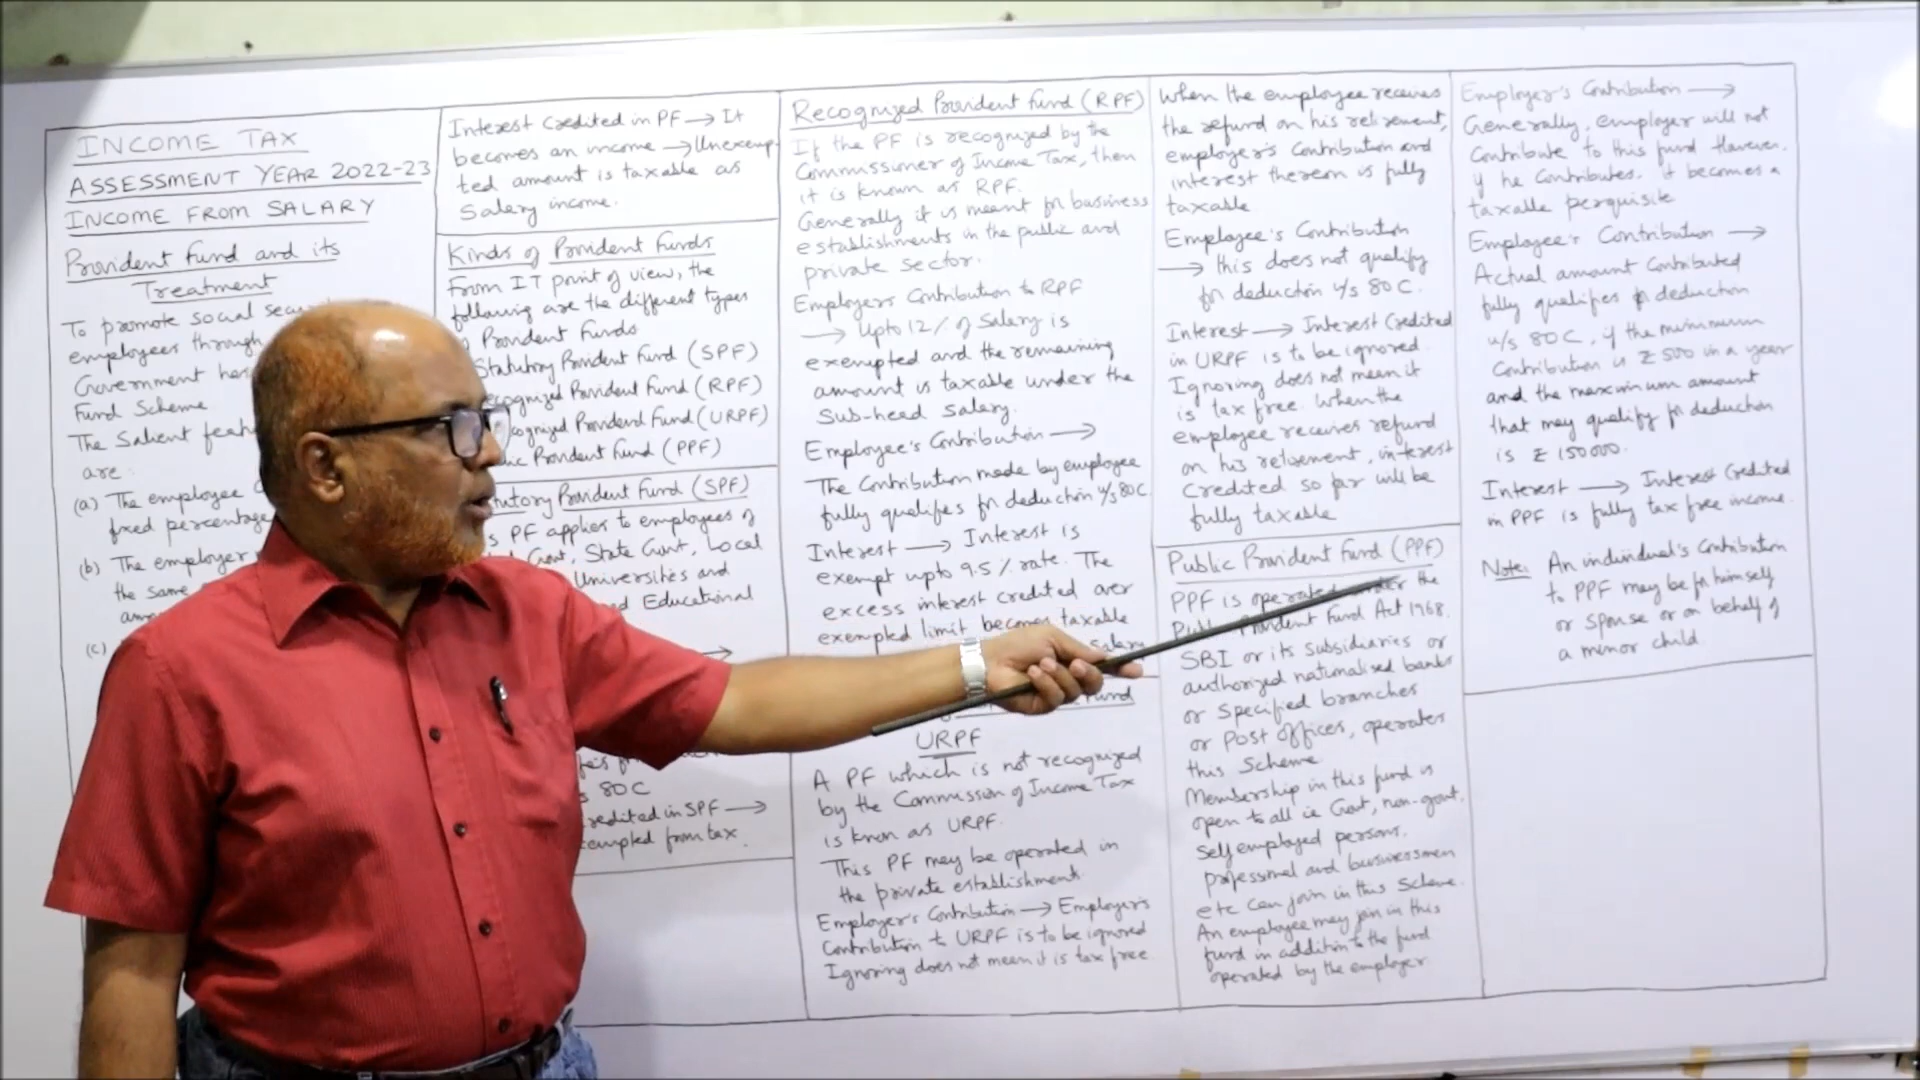 INCOME TAX
ASSESSMENT YEAR 2022-23
INCOME FROM SALARY
Provident Fund and its
Treatment
To promote social secu
employees through
Government has
Fund Scheme
The Salient feat
are:
(a) The employee
fixed percentage
(b) The employer
the same
am
(c)
Interest Credited in PF → It
becomes an income → Unexemp-
ted amount is taxable as
Salary income.
Kinds of Provident Funds
From IT point of view, the
following are the different types
Provident Funds
Statutory Provident Fund (SPF)
ecognized Provident Fund (RPF)
cognized Provident Fund (URPF)
ic Provident Fund (PPF)
tutory Provident Fund (SPF)
s PF applies to employees of
Govt, State Govt, Local
Universities and
ed Educational
80C
redited in SPF →
empted from tax.
Recognized Provident Fund (RPF)
If the PF is recognized by the
Commissioner of Income Tax, then
it is known as RPF.
Generally it is meant for business
establishments in the public and
private sector.
Employers Contribution to RPF
→ Upto 12% of Salary is
exempted and the remaining
amount is taxable under the
Sub-head Salary.
Employee's Contribution →
The Contribution made by employee
fully qualifies for deduction u/s 80C
Interest → Interest is
exempt upto 9.5% rate. The
excess interest credited over
exempted limit becomes taxable
Salary
Fund
URPF
A PF which is not recognized
by the Commission of Income Tax
is known as URPF.
This PF may be operated in
the private establishment.
Employer's Contribution → Employer's
Contribution to URPF is to be ignored
Ignoring does not mean it is tax free.
When the employee receives
the refund on his retirement,
employer's Contribution and
interest thereon is fully
taxable
Employee's Contribution
→ this does not qualify
for deduction u/s 80C.
Interest → Interest Credited
in URPF is to be ignored.
Ignoring does not mean it
is tax free. When the
employee receives refund
on his retirement, interest
Credited so far will be
fully taxable
Public Provident Fund (PPF)
PPF is operated under the
Public Provident Fund Act 1968.
SBI or its subsidiaries or
authorized nationalised banks
or Specified branches
or Post Offices, operates
this Scheme
Membership in this fund is
open to all ie Govt, non-govt,
self employed persons,
professional and businessmen
etc can join in this Scheme.
An employee may join in this
fund in addition to the fund
operated by the employer
Employer's Contribution →
Generally, employer will not
Contribute to this fund However,
if he Contributes, it becomes a
taxable perquisite
Employee's Contribution →
Actual amount Contributed
fully qualifies for deduction
u/s 80C, if the minimum
Contribution is ₹ 500 in a year
and the maximum amount
that may qualify for deduction
is ₹ 150000.
Interest → Interest Credited
in PPF is fully tax free income.
Note: An individual's Contribution
to PPF may be for himself
or spouse or on behalf of
a minor child